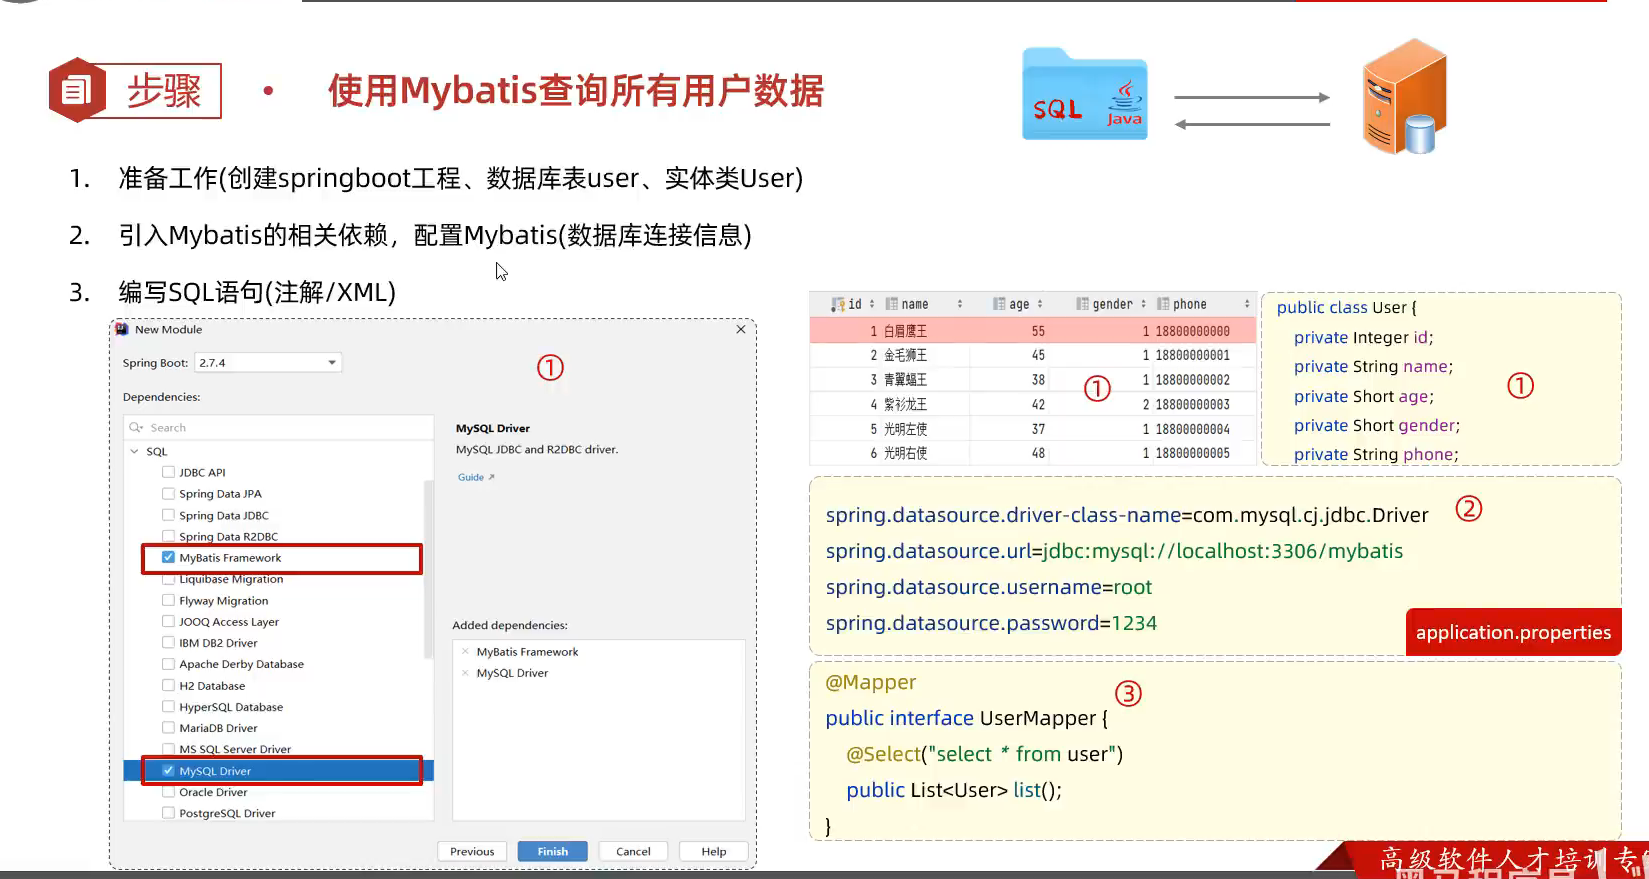 步骤
使用Mybatis查询所有用户数据
SQL
Java
1. 准备工作(创建springboot工程、数据库表user、实体类User)
2. 引入Mybatis的相关依赖，配置Mybatis(数据库连接信息)
3. 编写SQL语句(注解/XML)
New Module
Spring Boot: 2.7.4
①
Dependencies:
Search
SQL
JDBC API
Spring Data JPA
Spring Data JDBC
Spring Data R2DBC
MyBatis Framework
Liquibase Migration
Flyway Migration
JOOQ Access Layer
IBM DB2 Driver
Apache Derby Database
H2 Database
HyperSQL Database
MariaDB Driver
MS SQL Server Driver
MySQL Driver
Oracle Driver
PostgreSQL Driver
MySQL Driver
MySQL JDBC and R2DBC driver.
Guide
Added dependencies:
MyBatis Framework
MySQL Driver
Previous Finish Cancel Help
id name age gender phone
1 白眉鹰王 55 1 18800000000
2 金毛狮王 45 1 18800000001
3 青翼蝠王 38 1 18800000002
4 紫衫龙王 42 2 18800000003
5 光明左使 37 1 18800000004
6 光明右使 48 1 18800000005
①
public class User {
private Integer id;
private String name;
private Short age;
private Short gender;
private String phone;
①
spring.datasource.driver-class-name=com.mysql.cj.jdbc.Driver
spring.datasource.url=jdbc:mysql://localhost:3306/mybatis
spring.datasource.username=root
spring.datasource.password=1234
②
application.properties
@Mapper
public interface UserMapper {
@Select("select * from user")
public List<User> list();
}
③
高级软件人才培训专